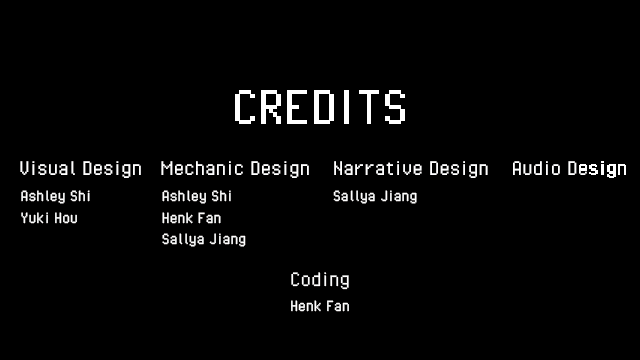 CREDITS
Visual Design
Ashley Shi
Yuki Hou
Mechanic Design
Ashley Shi
Henk Fan
Sallya Jiang
Narrative Design
Sallya Jiang
Audio Design
Coding
Henk Fan